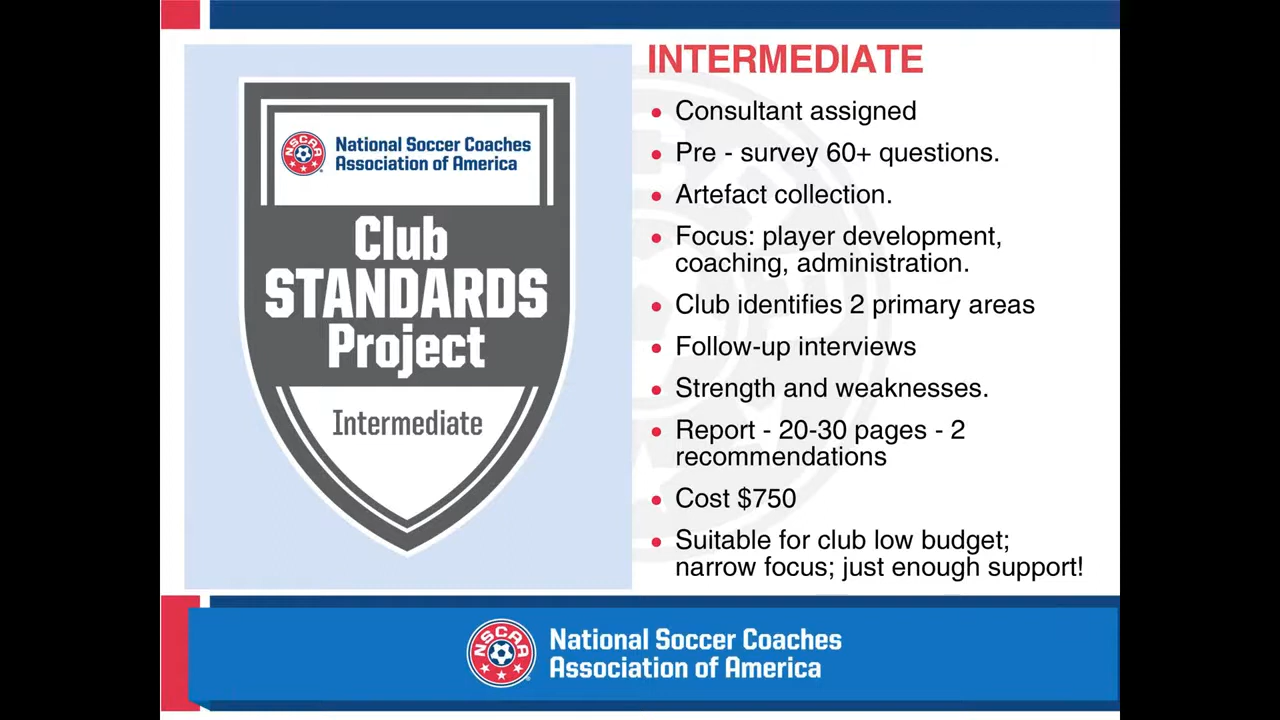 National Soccer Coaches
Association of America
NSCAA
Club
STANDARDS
Project
Intermediate
INTERMEDIATE
• Consultant assigned
• Pre - survey 60+ questions.
• Artefact collection.
• Focus: player development,
coaching, administration.
• Club identifies 2 primary areas
• Follow-up interviews
• Strength and weaknesses.
• Report - 20-30 pages - 2
recommendations
• Cost $750
• Suitable for club low budget;
narrow focus; just enough support!
NSCAA
National Soccer Coaches
Association of America